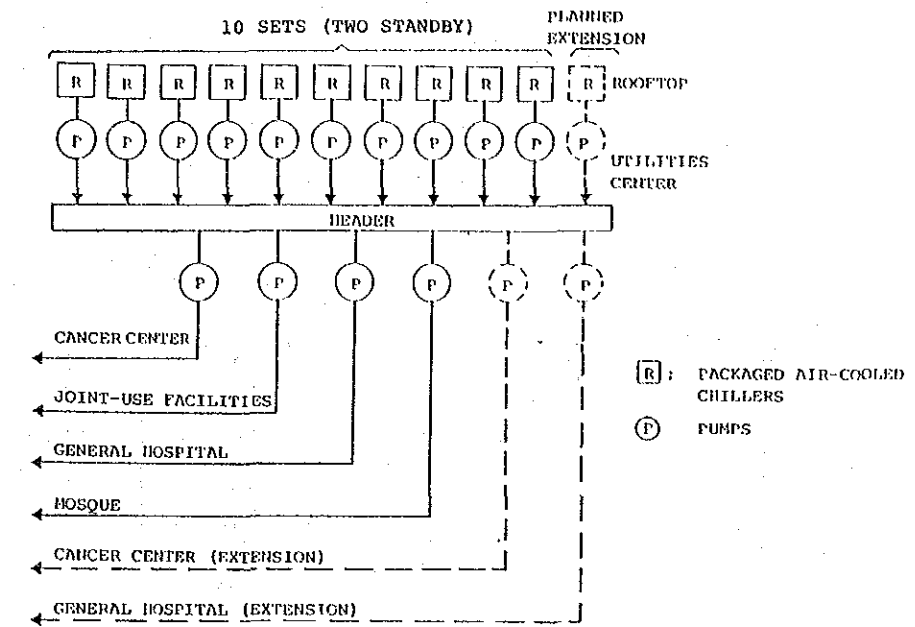 10 SETS (TWO STANDBY)
PLANNED
EXTENSION
R R R R R R R R R R R ROOFTOP
P P P P P P P P P P P
UTILITIES
CENTER
HEADER
P P P P P P
CANCER CENTER
JOINT-USE FACILITIES
GENERAL HOSPITAL
MOSQUE
CANCER CENTER (EXTENSION)
GENERAL HOSPITAL (EXTENSION)
R : PACKAGED AIR-COOLED
CHILLERS
P PUMPS